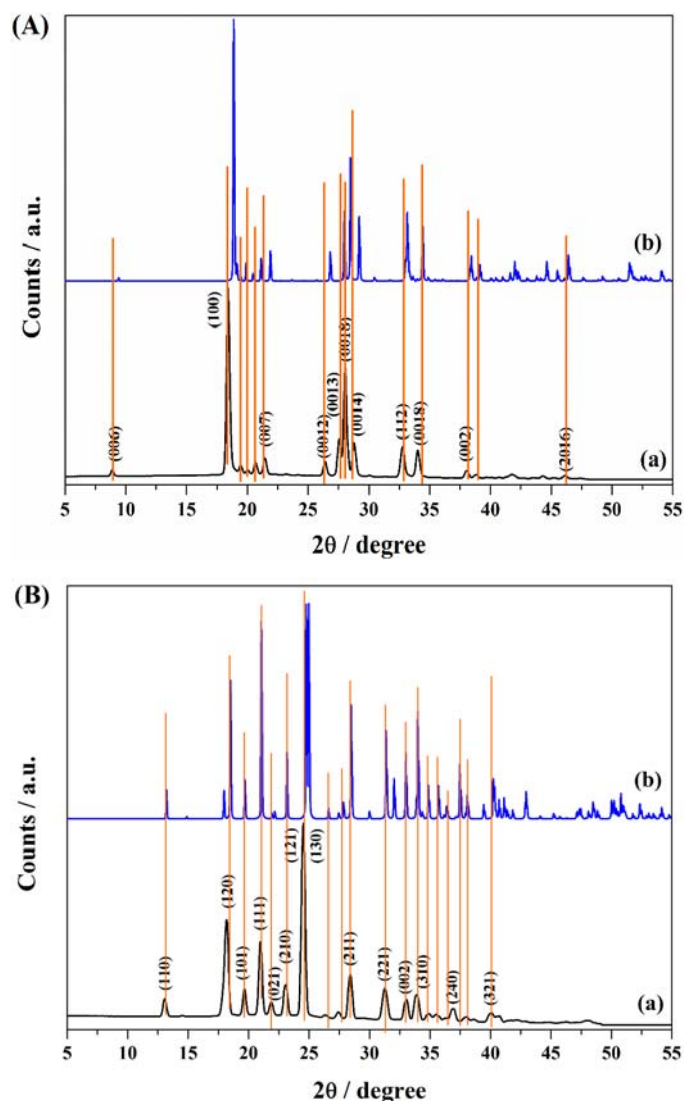 (A)
Counts / a.u.
(b)
(a)
(006)
(100)
(007)
(0012)
(0013)
(0018)
(0014)
(112)
(0018)
(002)
(2016)
5 10 15 20 25 30 35 40 45 50 55
2θ / degree
(B)
Counts / a.u.
(b)
(a)
(110)
(120)
(101)
(111)
(021)
(210)
(121)
(130)
(211)
(221)
(002)
(310)
(240)
(321)
5 10 15 20 25 30 35 40 45 50 55
2θ / degree